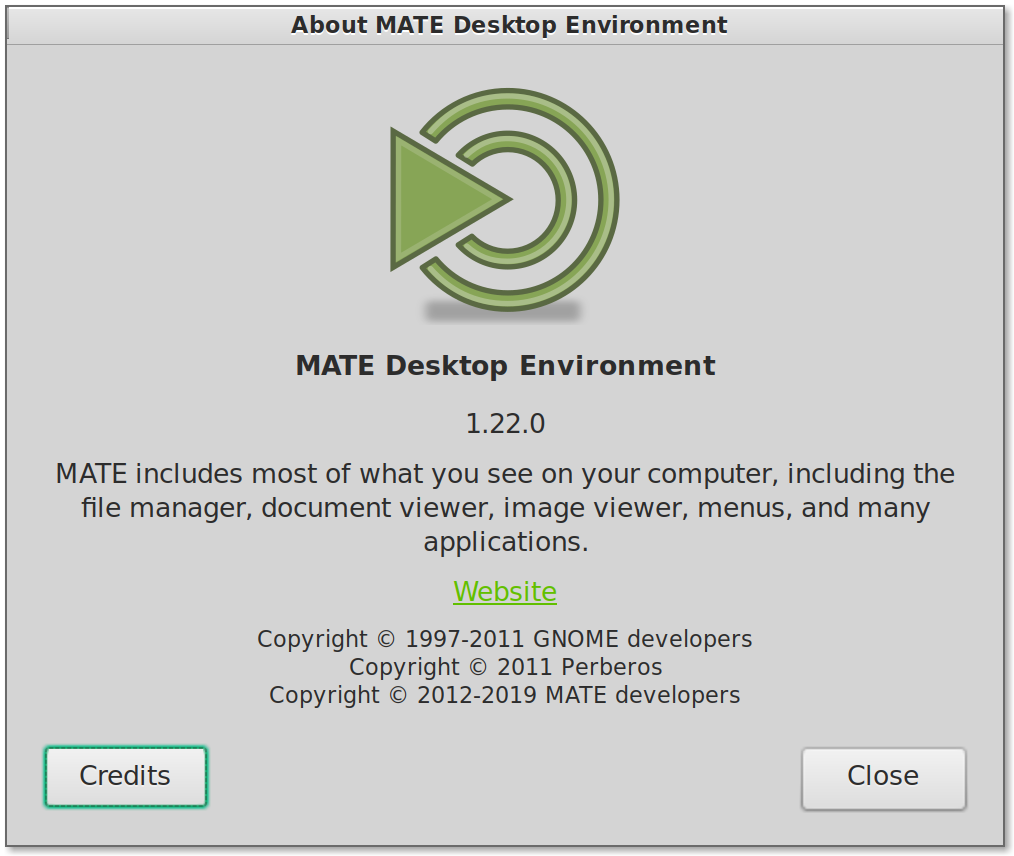 About MATE Desktop Environment
MATE Desktop Environment
1.22.0
MATE includes most of what you see on your computer, including the
file manager, document viewer, image viewer, menus, and many
applications.
Website
Copyright © 1997-2011 GNOME developers
Copyright © 2011 Perberos
Copyright © 2012-2019 MATE developers
Credits
Close